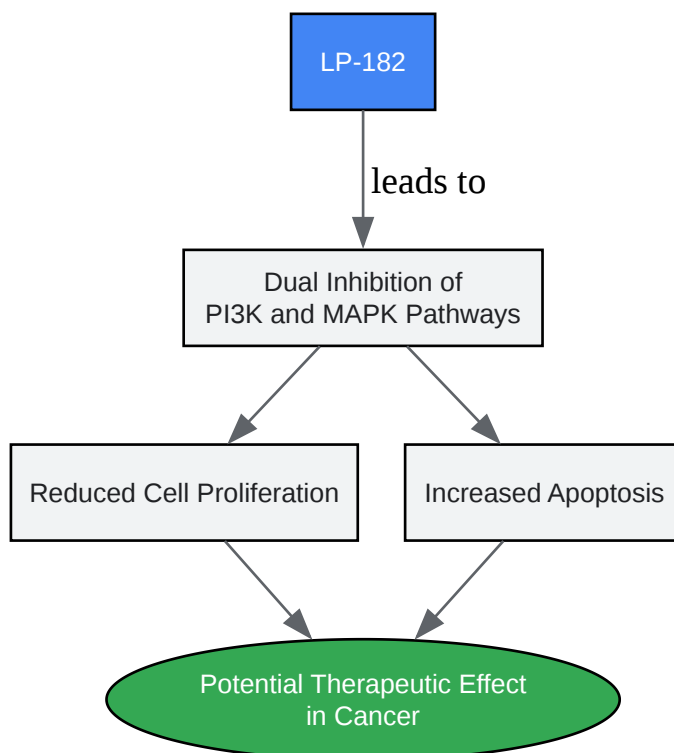 LP-182
leads to
Dual Inhibition of
PI3K and MAPK Pathways
Reduced Cell Proliferation
Increased Apoptosis
Potential Therapeutic Effect
in Cancer